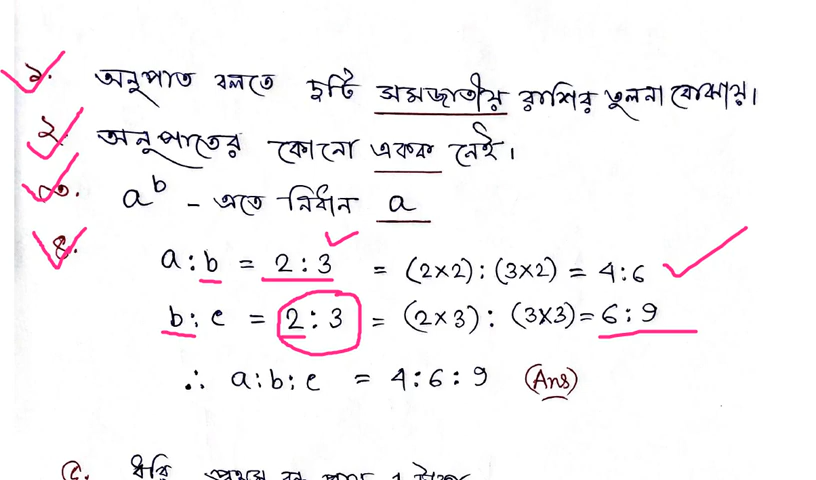 ১. অনুপাত বলতে দুটি সমজাতীয় রাশির তুলনা বোঝায়।
২. অনুপাতের কোনো একক নেই।
৩. a^b - এতে নিধান a
৪.
a : b = 2 : 3 = (2×2) : (3×2) = 4 : 6
b : c = 2 : 3 = (2×3) : (3×3) = 6 : 9
∴ a : b : c = 4 : 6 : 9 (Ans)
৫. ধরি